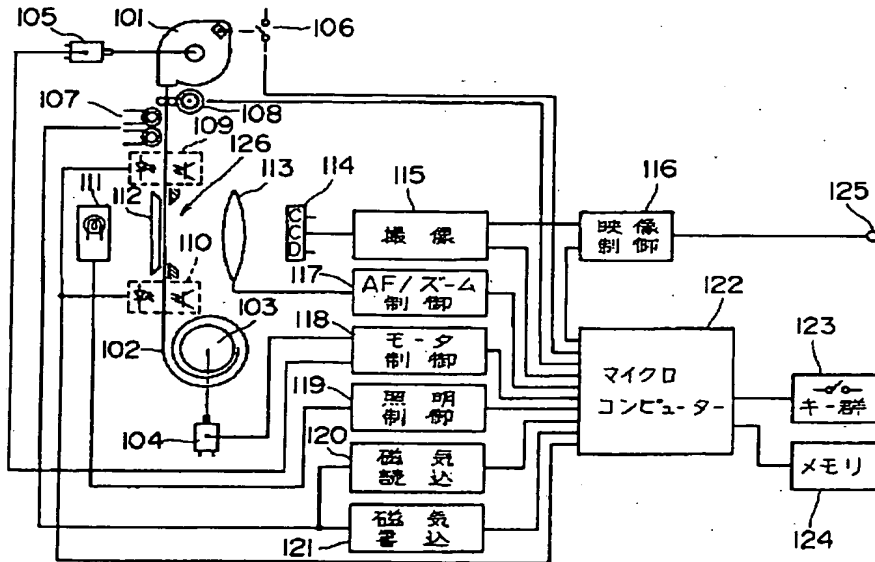 105
101
106
107
108
109
126
111
112
113
114
CCD
115
撮像
116
映像
制御
125
117
AF/ズーム
制御
110
118
モータ
制御
122
マイクロ
コンピューター
123
キー群
103
102
119
照明
制御
104
120
磁気
読込
メモリ
124
磁気
書込
121